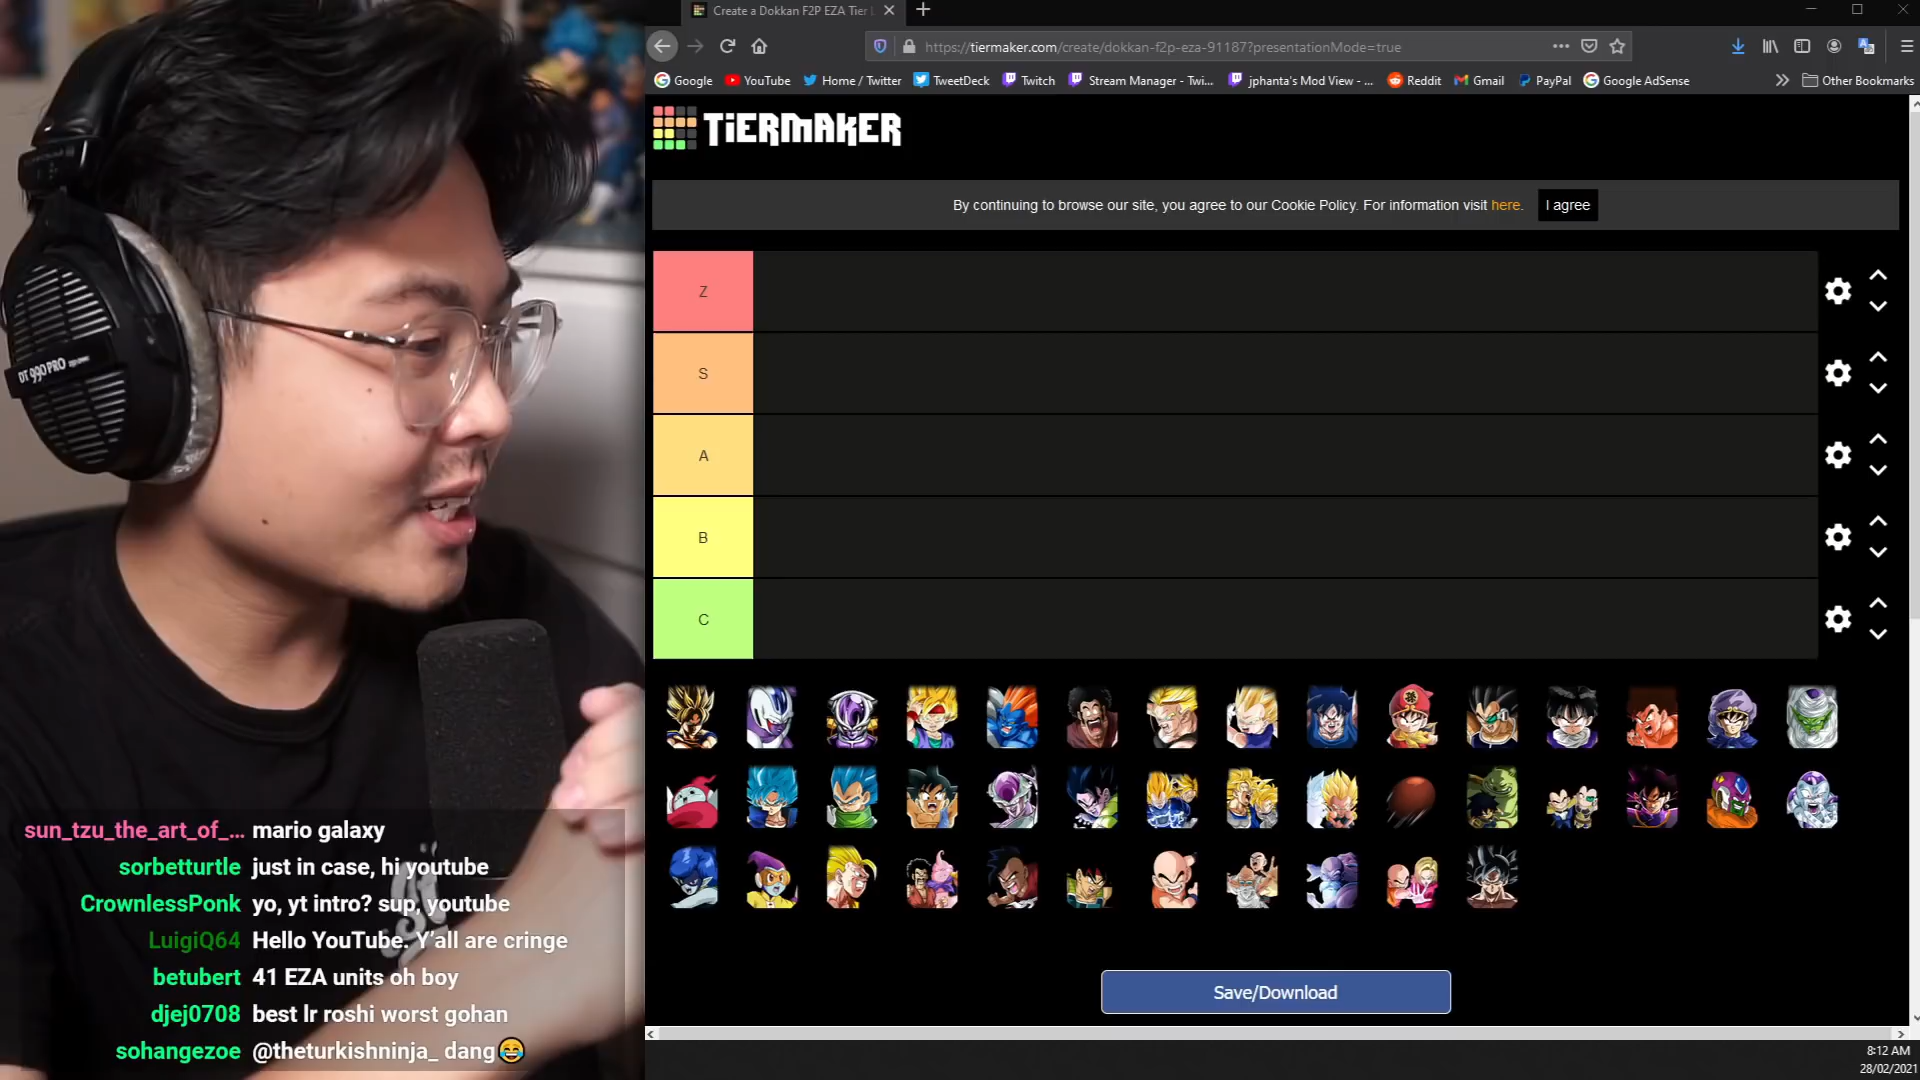 Create a Dokkan F2P EZA Tier L
https://tiermaker.com/create/dokkan-f2p-eza-91187?presentationMode=true
Google YouTube Home / Twitter TweetDeck Twitch Stream Manager - Twi... jphanta's Mod View - ... Reddit Gmail PayPal Google AdSense Other Bookmarks
TiERMAKER
By continuing to browse our site, you agree to our Cookie Policy. For information visit here. I agree
Z
S
A
B
C
Save/Download
8:12 AM
28/02/2021
DT 990 PRO
sun_tzu_the_art_of_... mario galaxy
sorbetturtle just in case, hi youtube
CrownlessPonk yo, yt intro? sup, youtube
LuigiQ64 Hello YouTube. Y'all are cringe
betubert 41 EZA units oh boy
djej0708 best lr roshi worst gohan
sohangezoe @theturkishninja_ dang😂